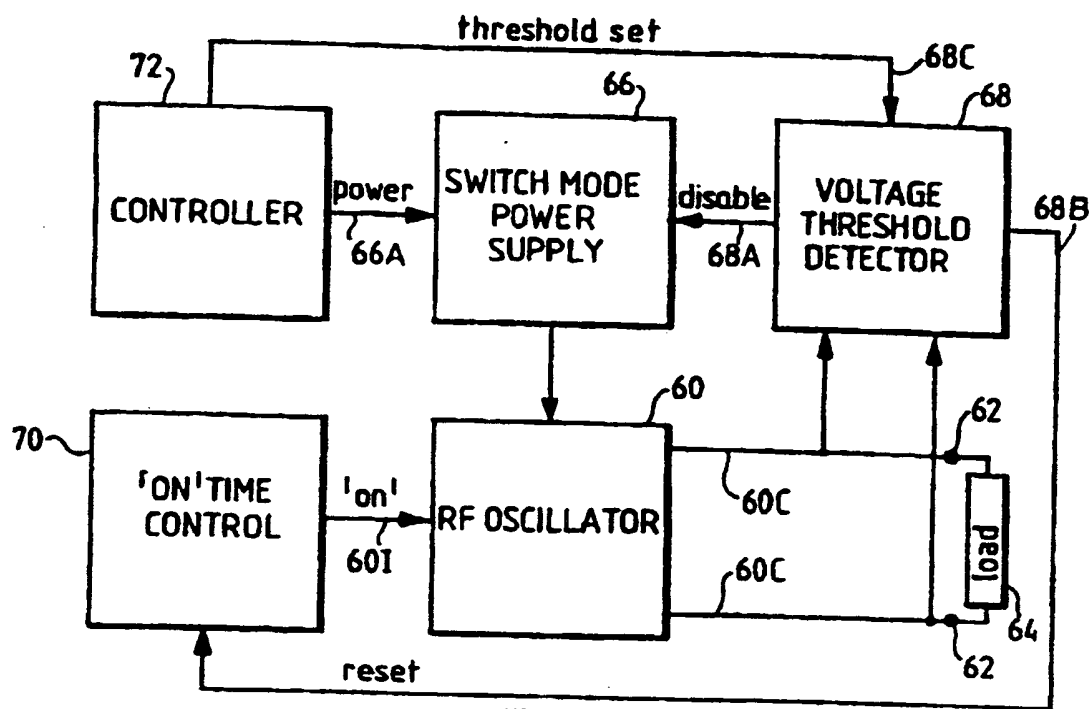 threshold set
68C
72
66
68
CONTROLLER
power
66A
SWITCH MODE
POWER
SUPPLY
disable
68A
VOLTAGE
THRESHOLD
DETECTOR
68B
70
'ON' TIME
CONTROL
'on'
60I
60
RF OSCILLATOR
60C
60C
62
load
64
62
reset